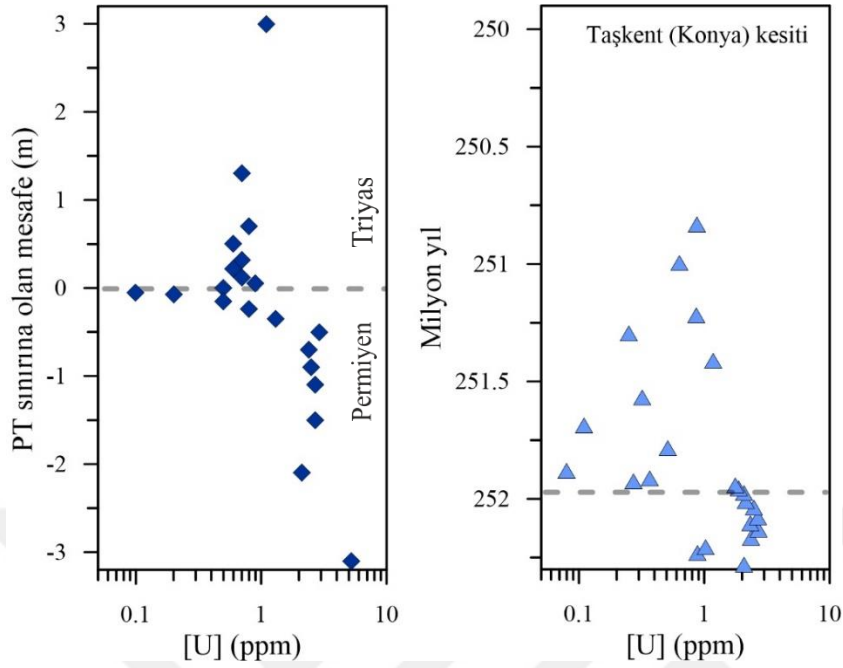 3
2
1
0
-1
-2
-3
PT sınırına olan mesafe (m)
Triyas
Permiyen
0.1
1
10
[U] (ppm)
Taşkent (Konya) kesiti
250
250.5
251
251.5
252
Milyon yıl
0.1
1
10
[U] (ppm)